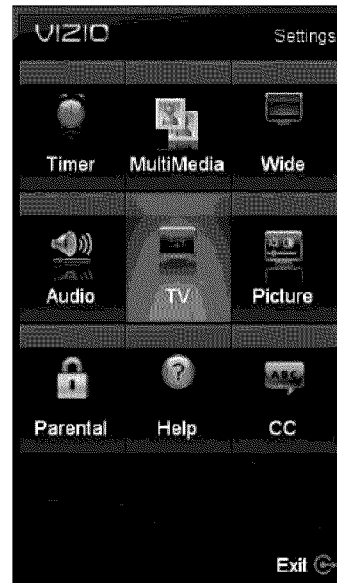 VIZIO Settings
Timer MultiMedia Wide
Audio TV Picture
Parental Help CC
Exit